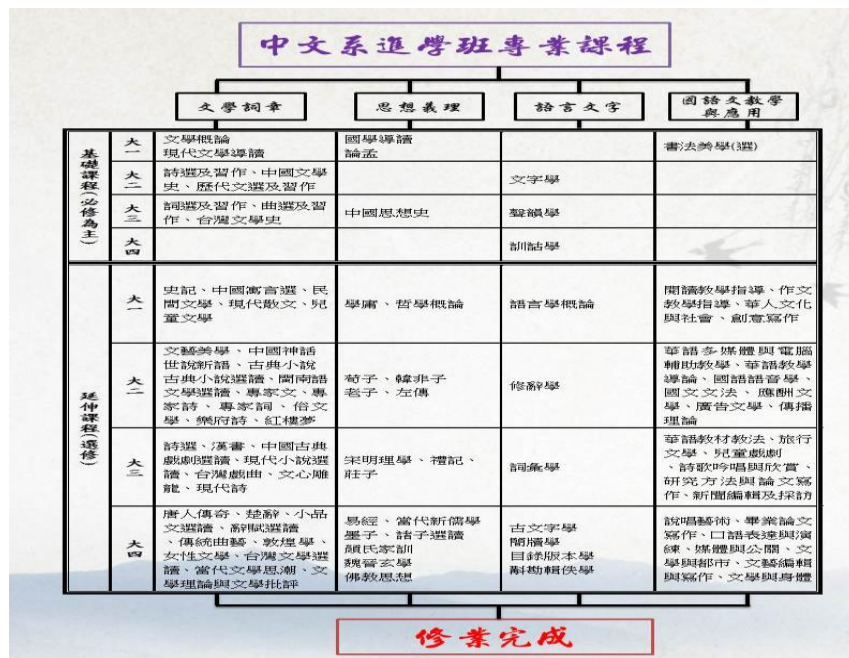 中文系進學班專業課程
文學詞章
思想義理
語言文字
國語文教學
與應用
基礎課程(必修為主)
大一
文學概論
現代文學導讀
國學導讀
論孟
書法美學(選)
大二
詩選及習作、中國文學
史、歷代文選及習作
文字學
大三
詞選及習作、曲選及習
作、台灣文學史
中國思想史
聲韻學
大四
訓詁學
延伸課程(選修)
大一
史記、中國寓言選、民
間文學、現代散文、兒
童文學
學庸、哲學概論
語言學概論
閱讀教學指導、作文
教學指導、華人文化
與社會、創意寫作
大二
文藝美學、中國神話
世說新語、古典小說
古典小說選讀、閩南語
文學選讀、專家文、專
家詩、專家詞、俗文
學、樂府詩、紅樓夢
荀子、韓非子
老子、左傳
修辭學
華語多媒體與電腦
輔助教學、華語教學
導論、國語語音學、
國文文法、應酬文
學、廣告文學、傳播
理論
大三
詩選、漢書、中國古典
戲劇選讀、現代小說選
讀、台灣戲曲、文心雕
龍、現代詩
宋明理學、禮記、
莊子
詞彙學
華語教材教法、旅行
文學、兒童戲劇
、詩歌吟唱與欣賞、
研究方法與論文寫
作、新聞編輯及採訪
大四
唐人傳奇、楚辭、小品
文選讀、辭賦選讀
、傳統曲藝、敦煌學、
女性文學、台灣文學選
讀、當代文學思潮、文
學理論與文學批評
易經、當代新儒學
墨子、諸子選讀
顏氏家訓
魏晉玄學
佛教思想
古文字學
簡牘學
目錄版本學
斠勘輯佚學
說唱藝術、畢業論文
寫作、口語表達與演
練、媒體與公關、文
學與都市、文藝編輯
與寫作、文學與身體
修業完成